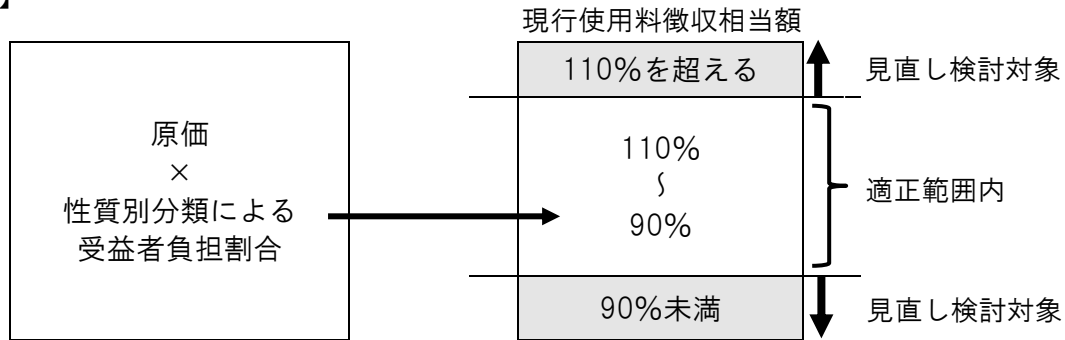 現行使用料徴収相当額
110%を超える
見直し検討対象
原価
×
性質別分類による
受益者負担割合
110%
~
90%
適正範囲内
90%未満
見直し検討対象